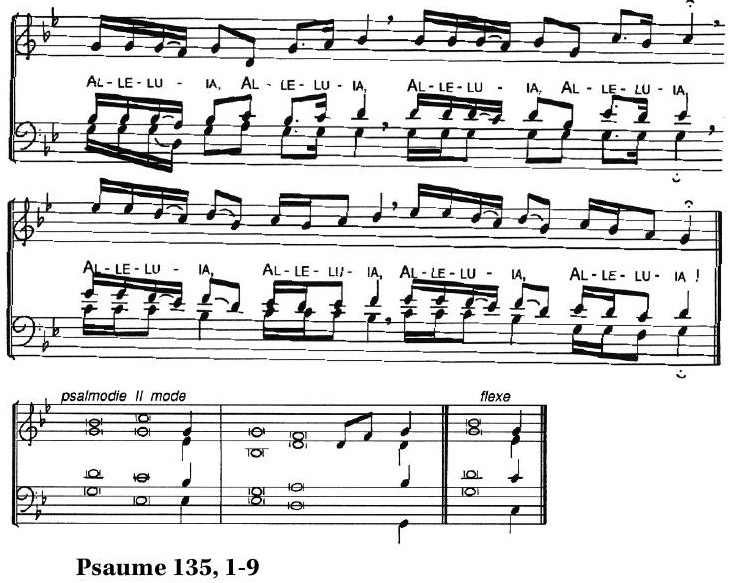 AL-LE-LU-IA, AL-LE-LU-IA, AL-LE-LU-IA, AL-LE-LU-IA,
AL-LE-LU-IA, AL-LE-LU-IA, AL-LE-LU-IA, AL-LE-LU-IA !
psalmodie II mode flexe
Psaume 135, 1-9